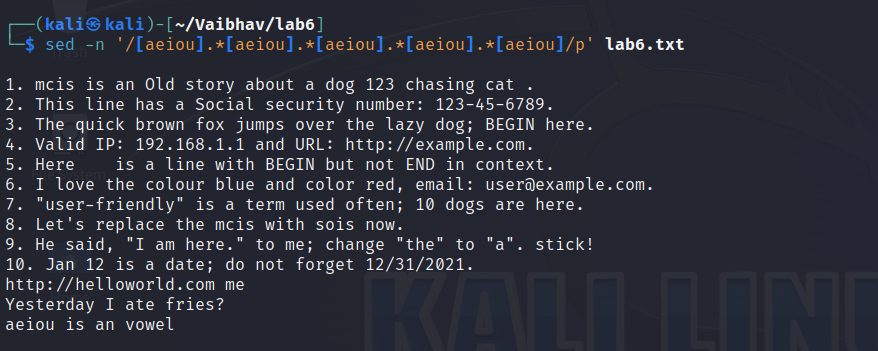 ┌──(kali㉿kali)-[~/Vaibhav/lab6]
└─$ sed -n '/[aeiou].*[aeiou].*[aeiou].*[aeiou].*[aeiou]/p' lab6.txt
1. mcis is an Old story about a dog 123 chasing cat .
2. This line has a Social security number: 123-45-6789.
3. The quick brown fox jumps over the lazy dog; BEGIN here.
4. Valid IP: 192.168.1.1 and URL: http://example.com.
5. Here    is a line with BEGIN but not END in context.
6. I love the colour blue and color red, email: user@example.com.
7. "user-friendly" is a term used often; 10 dogs are here.
8. Let's replace the mcis with sois now.
9. He said, "I am here." to me; change "the" to "a". stick!
10. Jan 12 is a date; do not forget 12/31/2021.
http://helloworld.com me
Yesterday I ate fries?
aeiou is an vowel
KALI LINU